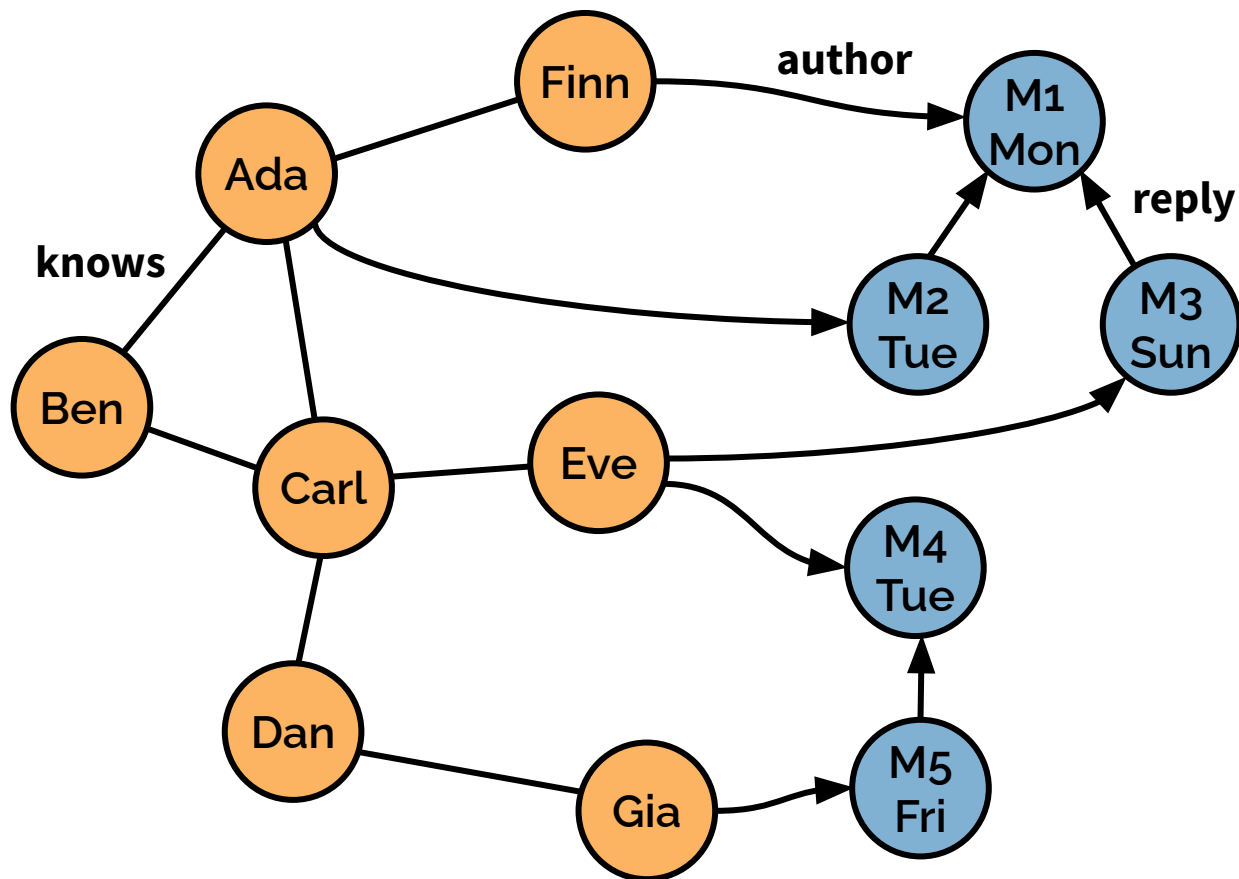 Finn
author
M1
Mon
Ada
reply
knows
M2
Tue
M3
Sun
Ben
Carl
Eve
M4
Tue
Dan
Gia
M5
Fri